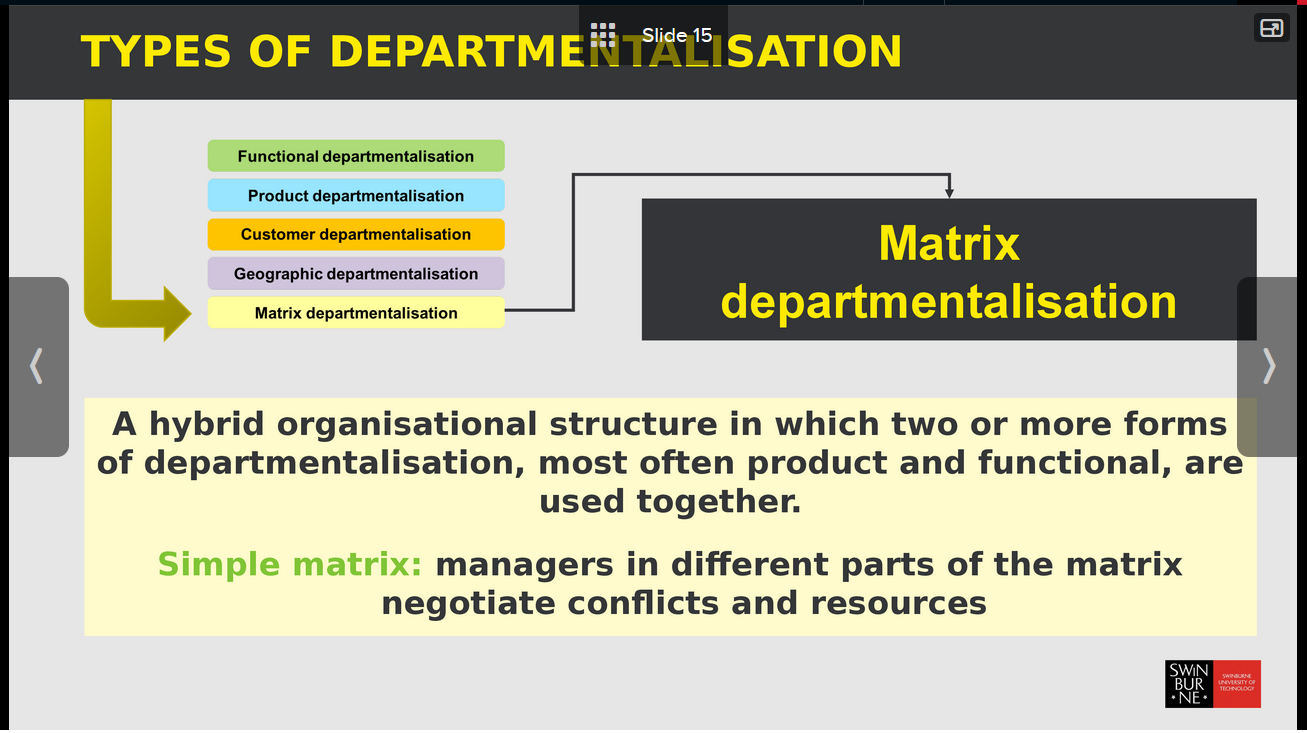 TYPES OF DEPARTMENTALISATION
Slide 15
Functional departmentalisation
Product departmentalisation
Customer departmentalisation
Geographic departmentalisation
Matrix departmentalisation
Matrix
departmentalisation
A hybrid organisational structure in which two or more forms
of departmentalisation, most often product and functional, are
used together.
Simple matrix: managers in different parts of the matrix
negotiate conflicts and resources
SWiN
BUR
*NE*
SWINBURNE
UNIVERSITY OF
TECHNOLOGY